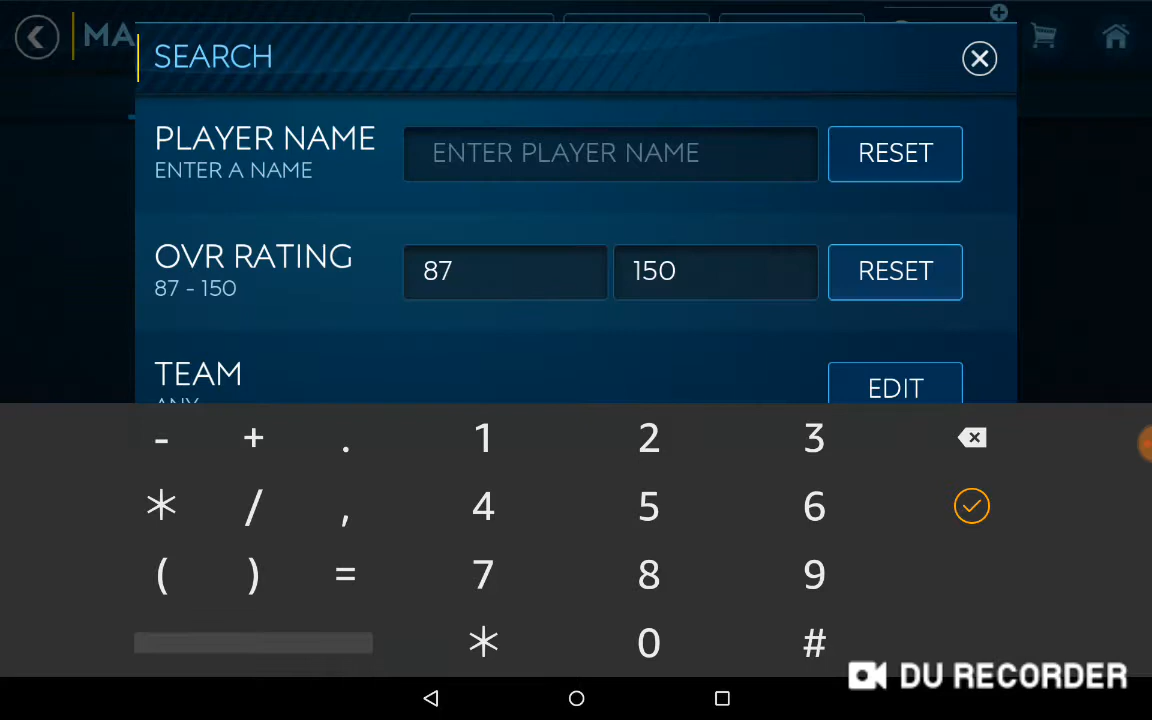 MA
SEARCH
PLAYER NAME
ENTER A NAME
ENTER PLAYER NAME
RESET
OVR RATING
87 - 150
87
150
RESET
TEAM
ANY
EDIT
- + . 1 2 3
* / , 4 5 6
( ) = 7 8 9
* 0 #
DU RECORDER